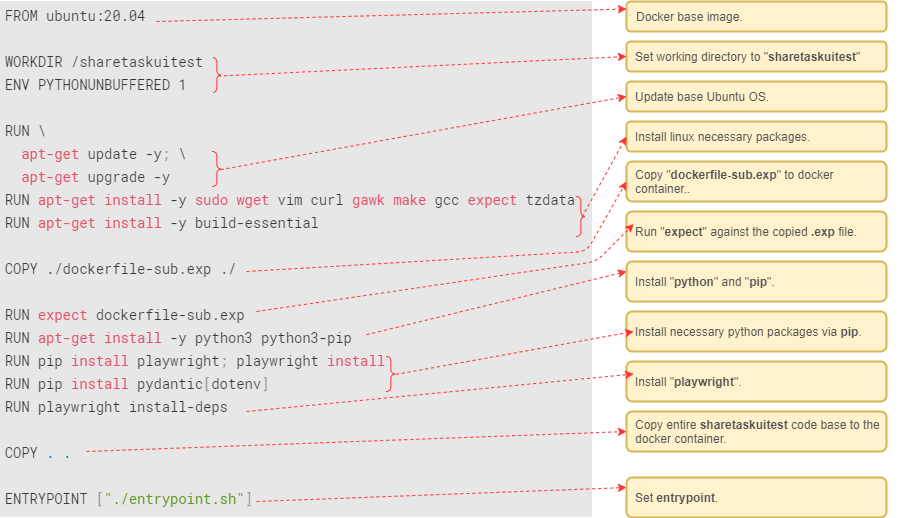 FROM ubuntu:20.04
WORKDIR /sharetaskuitest
ENV PYTHONUNBUFFERED 1
RUN \
apt-get update -y; \
apt-get upgrade -y
RUN apt-get install -y sudo wget vim curl gawk make gcc expect tzdata
RUN apt-get install -y build-essential
COPY ./dockerfile-sub.exp ./
RUN expect dockerfile-sub.exp
RUN apt-get install -y python3 python3-pip
RUN pip install playwright; playwright install
RUN pip install pydantic[dotenv]
RUN playwright install-deps
COPY . .
ENTRYPOINT ["./entrypoint.sh"]
Docker base image.
Set working directory to "sharetaskuitest"
Update base Ubuntu OS.
Install linux necessary packages.
Copy "dockerfile-sub.exp" to docker
container..
Run "expect" against the copied .exp file.
Install "python" and "pip".
Install necessary python packages via pip.
Install "playwright".
Copy entire sharetaskuitest code base to the
docker container.
Set entrypoint.